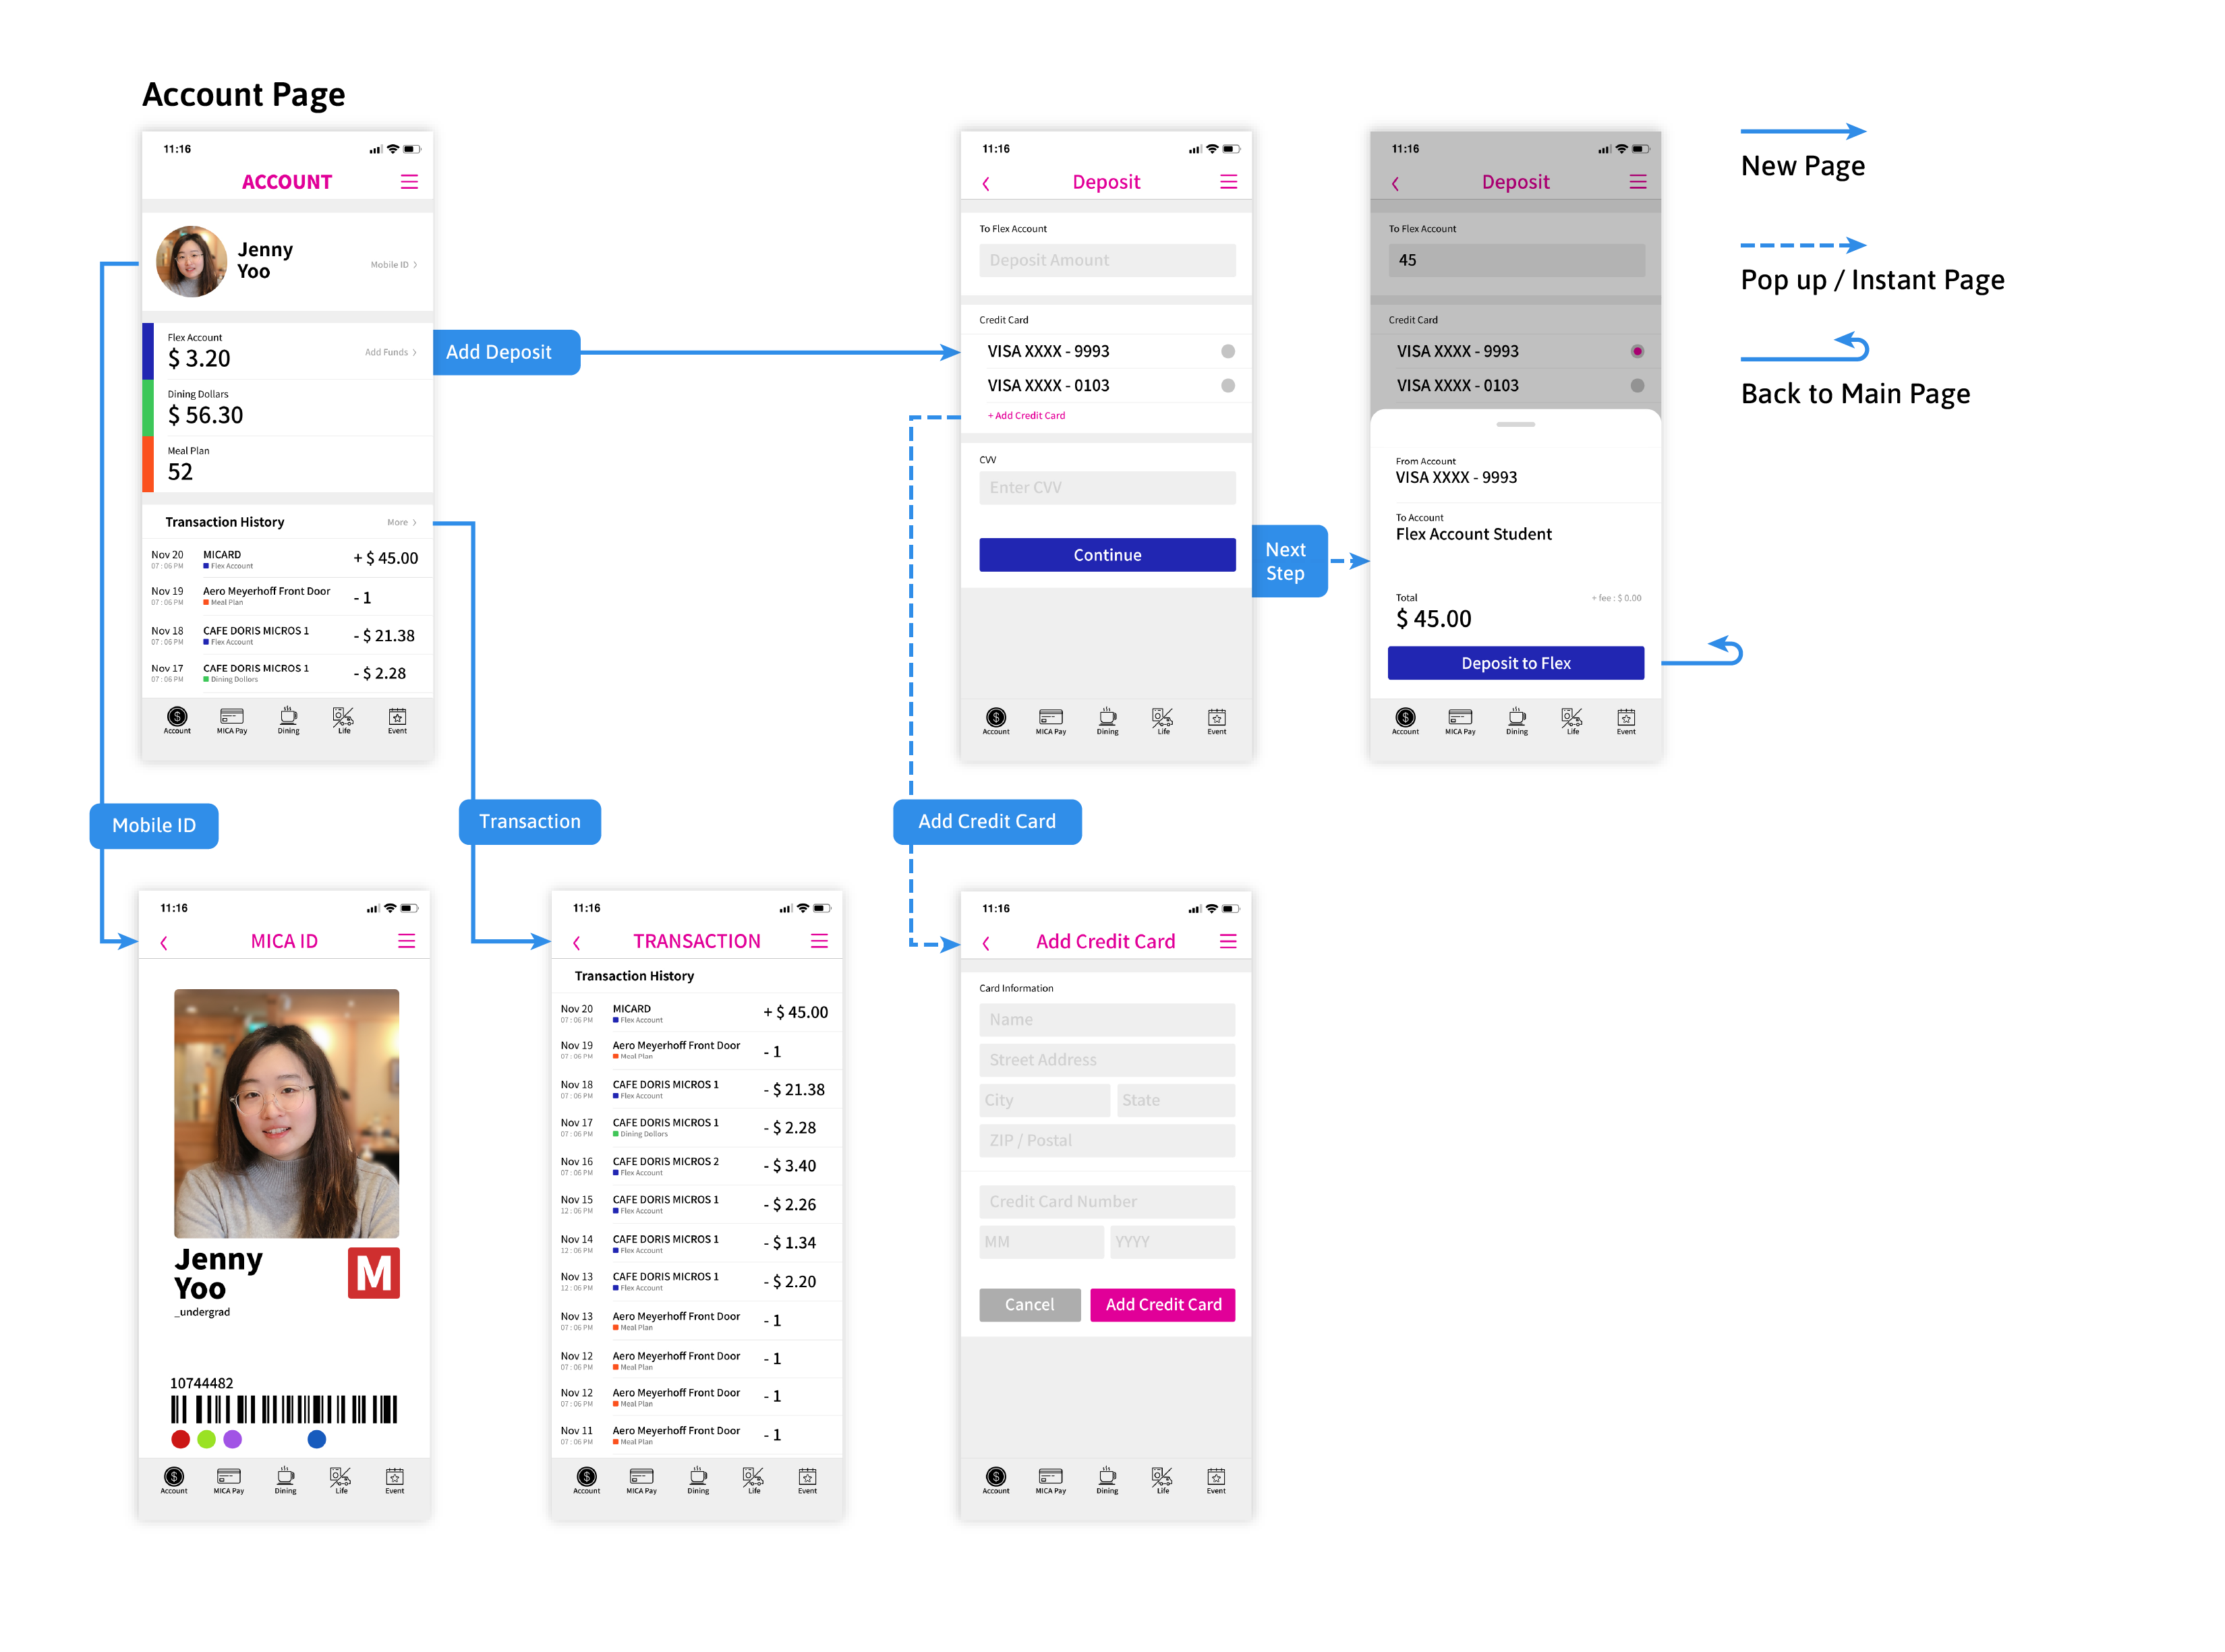 Account Page
11:16
ACCOUNT
Jenny
Yoo
Mobile ID
Flex Account
$ 3.20
Add Funds
Dining Dollars
$ 56.30
Meal Plan
52
Transaction History
More
Nov 20 MICARD + $ 45.00
07 : 06 PM Flex Account
Nov 19 Aero Meyerhoff Front Door - 1
07 : 06 PM Meal Plan
Nov 18 CAFE DORIS MICROS 1 - $ 21.38
07 : 06 PM Flex Account
Nov 17 CAFE DORIS MICROS 1 - $ 2.28
07 : 06 PM Dining Dollors
Account MICA Pay Dining Life Event
Add Deposit
11:16
Deposit
To Flex Account
Deposit Amount
Credit Card
VISA XXXX - 9993
VISA XXXX - 0103
+ Add Credit Card
CVV
Enter CVV
Continue
Account MICA Pay Dining Life Event
Next
Step
11:16
Deposit
To Flex Account
45
Credit Card
VISA XXXX - 9993
VISA XXXX - 0103
From Account
VISA XXXX - 9993
To Account
Flex Account Student
Total + fee : $ 0.00
$ 45.00
Deposit to Flex
Account MICA Pay Dining Life Event
New Page
Pop up / Instant Page
Back to Main Page
Mobile ID
Transaction
Add Credit Card
11:16
MICA ID
Jenny
Yoo
_undergrad
M
10744482
Account MICA Pay Dining Life Event
11:16
TRANSACTION
Transaction History
Nov 20 MICARD + $ 45.00
07 : 06 PM Flex Account
Nov 19 Aero Meyerhoff Front Door - 1
07 : 06 PM Meal Plan
Nov 18 CAFE DORIS MICROS 1 - $ 21.38
07 : 06 PM Flex Account
Nov 17 CAFE DORIS MICROS 1 - $ 2.28
07 : 06 PM Dining Dollors
Nov 16 CAFE DORIS MICROS 2 - $ 3.40
07 : 06 PM Flex Account
Nov 15 CAFE DORIS MICROS 1 - $ 2.26
12 : 06 PM Flex Account
Nov 14 CAFE DORIS MICROS 1 - $ 1.34
12 : 06 PM Flex Account
Nov 13 CAFE DORIS MICROS 1 - $ 2.20
12 : 06 PM Flex Account
Nov 13 Aero Meyerhoff Front Door - 1
07 : 06 PM Meal Plan
Nov 12 Aero Meyerhoff Front Door - 1
07 : 06 PM Meal Plan
Nov 12 Aero Meyerhoff Front Door - 1
07 : 06 PM Meal Plan
Nov 11 Aero Meyerhoff Front Door - 1
07 : 06 PM Meal Plan
Account MICA Pay Dining Life Event
11:16
Add Credit Card
Card Information
Name
Street Address
City State
ZIP / Postal
Credit Card Number
MM YYYY
Cancel Add Credit Card
Account MICA Pay Dining Life Event